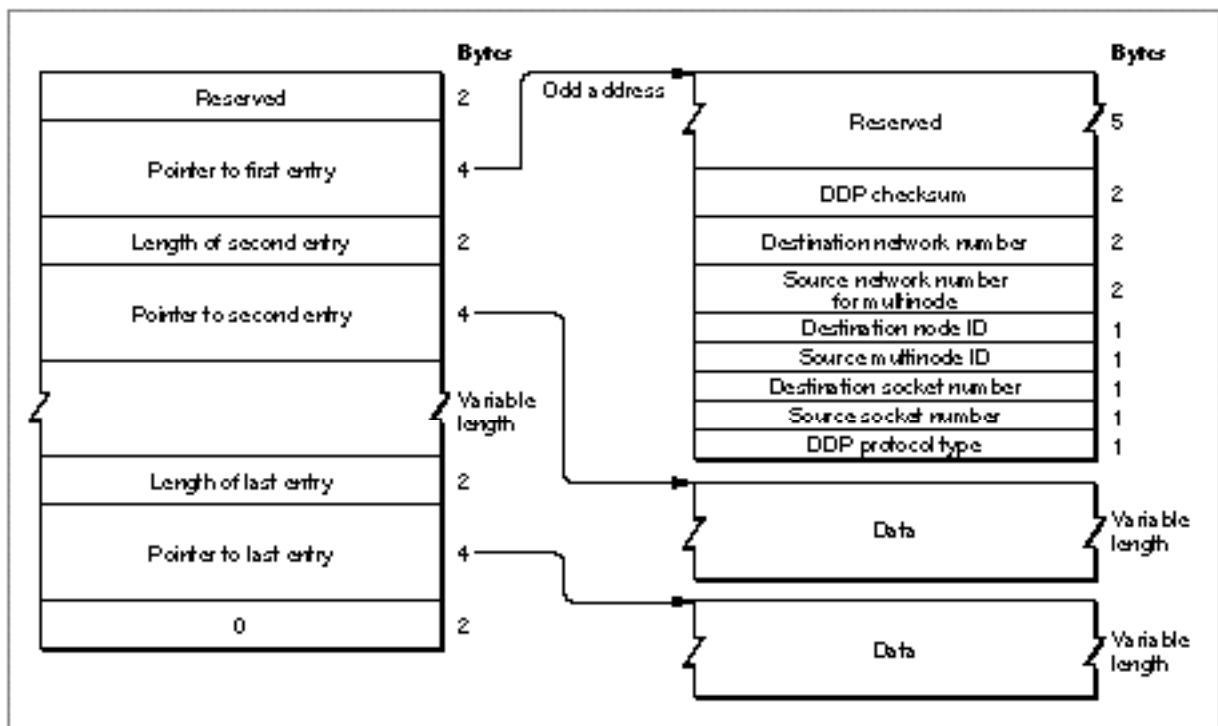 Bytes
Reserved
2
Pointer to first entry
4
Length of second entry
2
Pointer to second entry
4
Variable
length
Length of last entry
2
Pointer to last entry
4
0
2
Odd address
Bytes
Reserved
5
DDP checksum
2
Destination network number
2
Source network number
for multinode
2
Destination node ID
1
Source multinode ID
1
Destination socket number
1
Source socket number
1
DDP protocol type
1
Data
Variable
length
Data
Variable
length